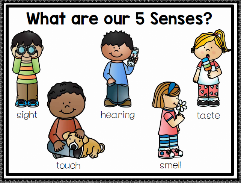 What are our 5 Senses?
sight
hearing
taste
touch
smell